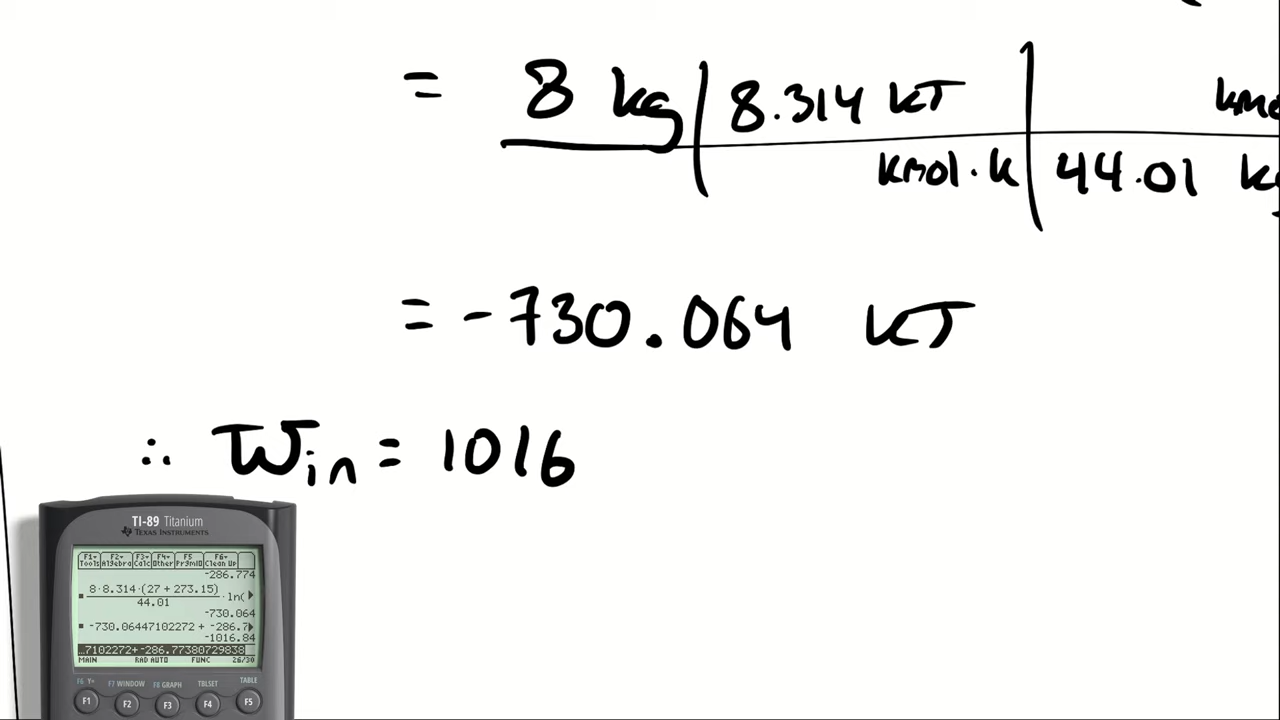 = 8 kg | 8.314 kJ | kmo
kmol·K | 44.01 kg
= -730.064 kJ
∴ Win = 1016
TI-89 Titanium
TEXAS INSTRUMENTS
F1 F2 F3 F4 F5 F6
Tools Algebra Calc Other PrgmIO Clean Up
-286.774
8·8.314·(27 + 273.15)
44.01 ·ln(
-730.064
-730.06447102272 + -286.7
-1016.84
…7102272+-286.77380729838
MAIN RAD AUTO FUNC 26/30
F6 Y= F7 WINDOW F8 GRAPH TBLSET TABLE
F1 F2 F3 F4 F5